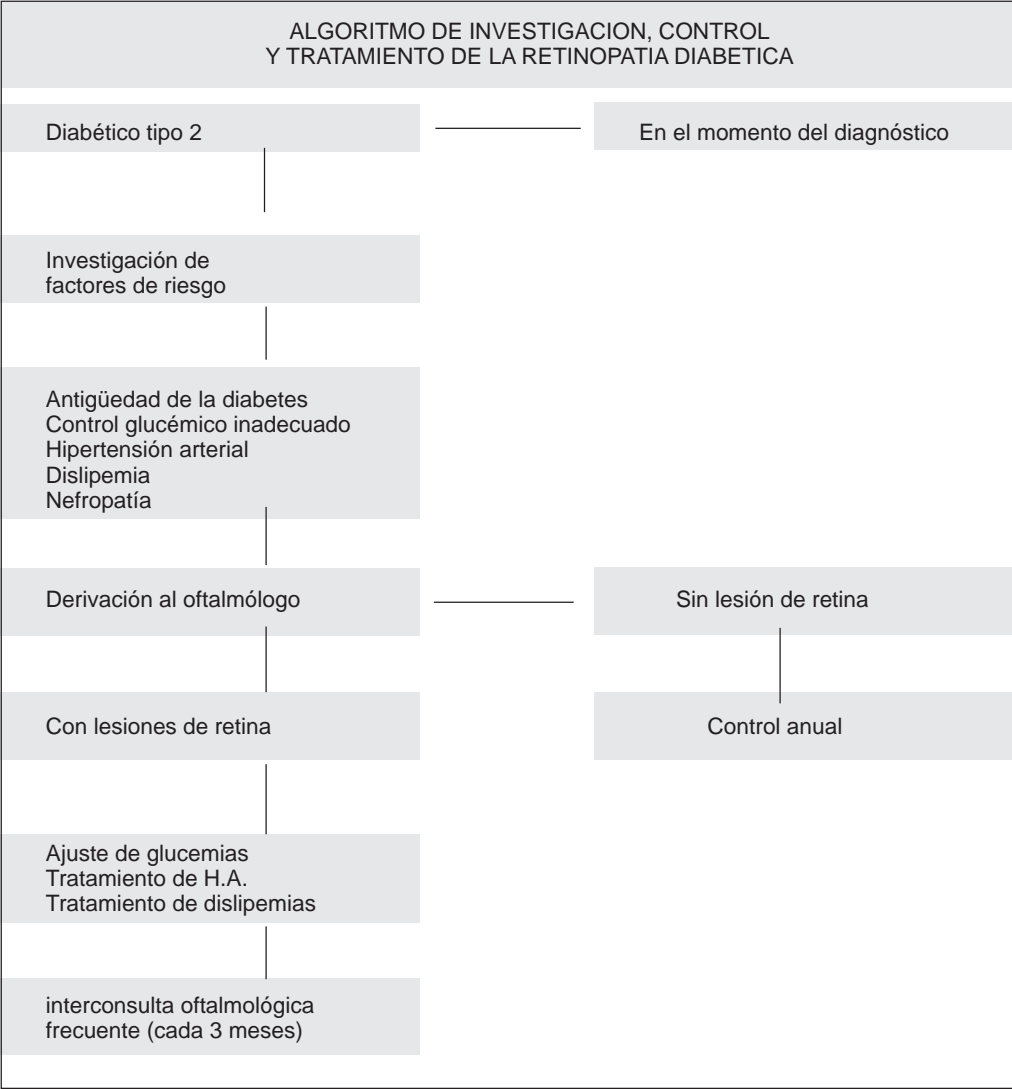 ALGORITMO DE INVESTIGACION, CONTROL
Y TRATAMIENTO DE LA RETINOPATIA DIABETICA
Diabético tipo 2
En el momento del diagnóstico
Investigación de
factores de riesgo
Antigüedad de la diabetes
Control glucémico inadecuado
Hipertensión arterial
Dislipemia
Nefropatía
Derivación al oftalmólogo
Sin lesión de retina
Con lesiones de retina
Control anual
Ajuste de glucemias
Tratamiento de H.A.
Tratamiento de dislipemias
interconsulta oftalmológica
frecuente (cada 3 meses)